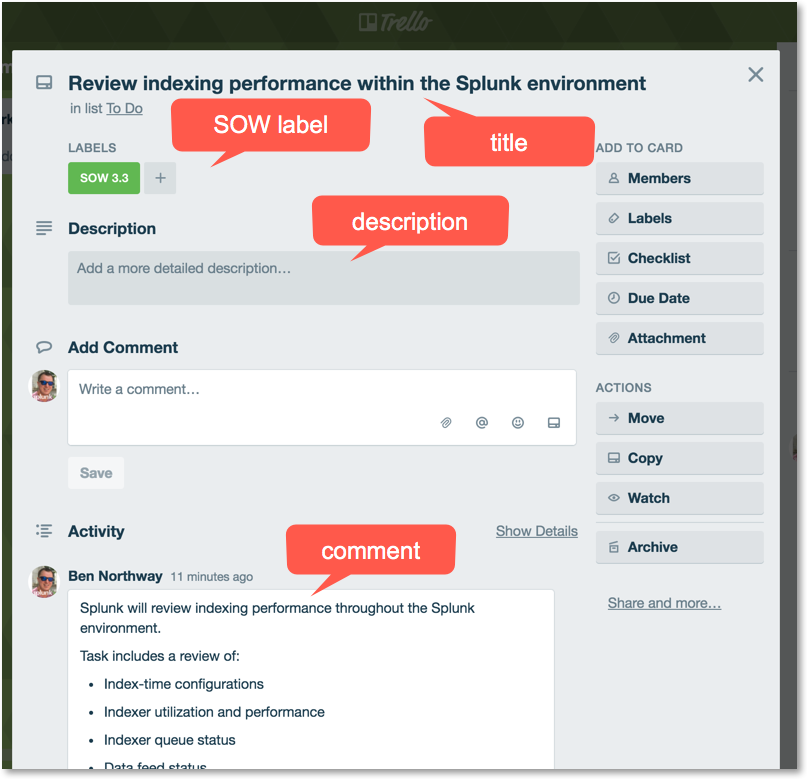 Trello
Review indexing performance within the Splunk environment
in list To Do
SOW label
title
LABELS
SOW 3.3 +
description
Description
Add a more detailed description…
Add Comment
Write a comment…
Save
Activity
Show Details
comment
Ben Northway 11 minutes ago
Splunk will review indexing performance throughout the Splunk
environment.
Task includes a review of:
• Index-time configurations
• Indexer utilization and performance
• Indexer queue status
• Data feed status
ADD TO CARD
Members
Labels
Checklist
Due Date
Attachment
ACTIONS
Move
Copy
Watch
Archive
Share and more…